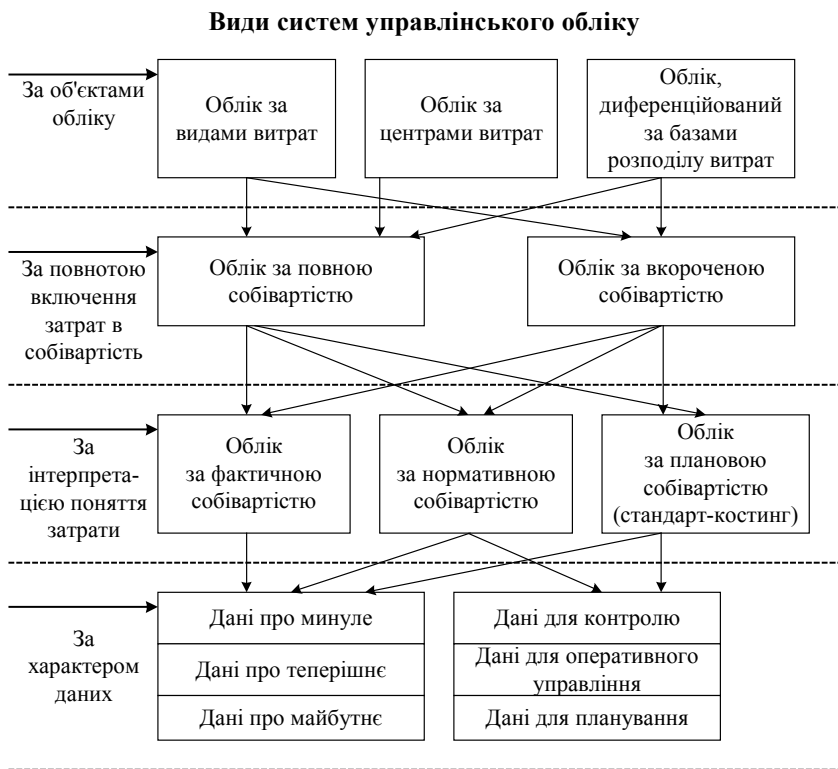 Види систем управлінського обліку
За об'єктами
обліку
Облік за
видами витрат
Облік за
центрами витрат
Облік,
диференційований
за базами
розподілу витрат
За повнотою
включення
затрат в
собівартість
Облік за повною
собівартістю
Облік за вкороченою
собівартістю
За
інтерпрета-
цією поняття
затрати
Облік
за фактичною
собівартістю
Облік
за нормативною
собівартістю
Облік
за плановою
собівартістю
(стандарт-костинг)
За
характером
даних
Дані про минуле
Дані про теперішнє
Дані про майбутнє
Дані для контролю
Дані для оперативного
управління
Дані для планування